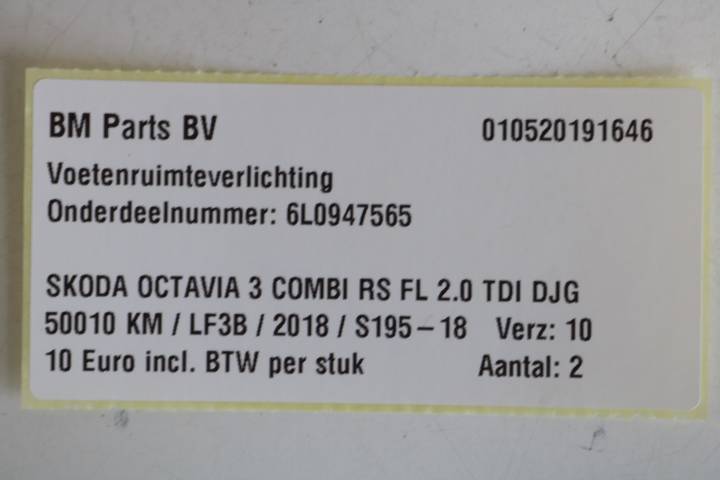 BM Parts BV 010520191646
Voetenruimteverlichting
Onderdeelnummer: 6L0947565
SKODA OCTAVIA 3 COMBI RS FL 2.0 TDI DJG
50010 KM / LF3B / 2018 / S195-18 Verz: 10
10 Euro incl. BTW per stuk Aantal: 2